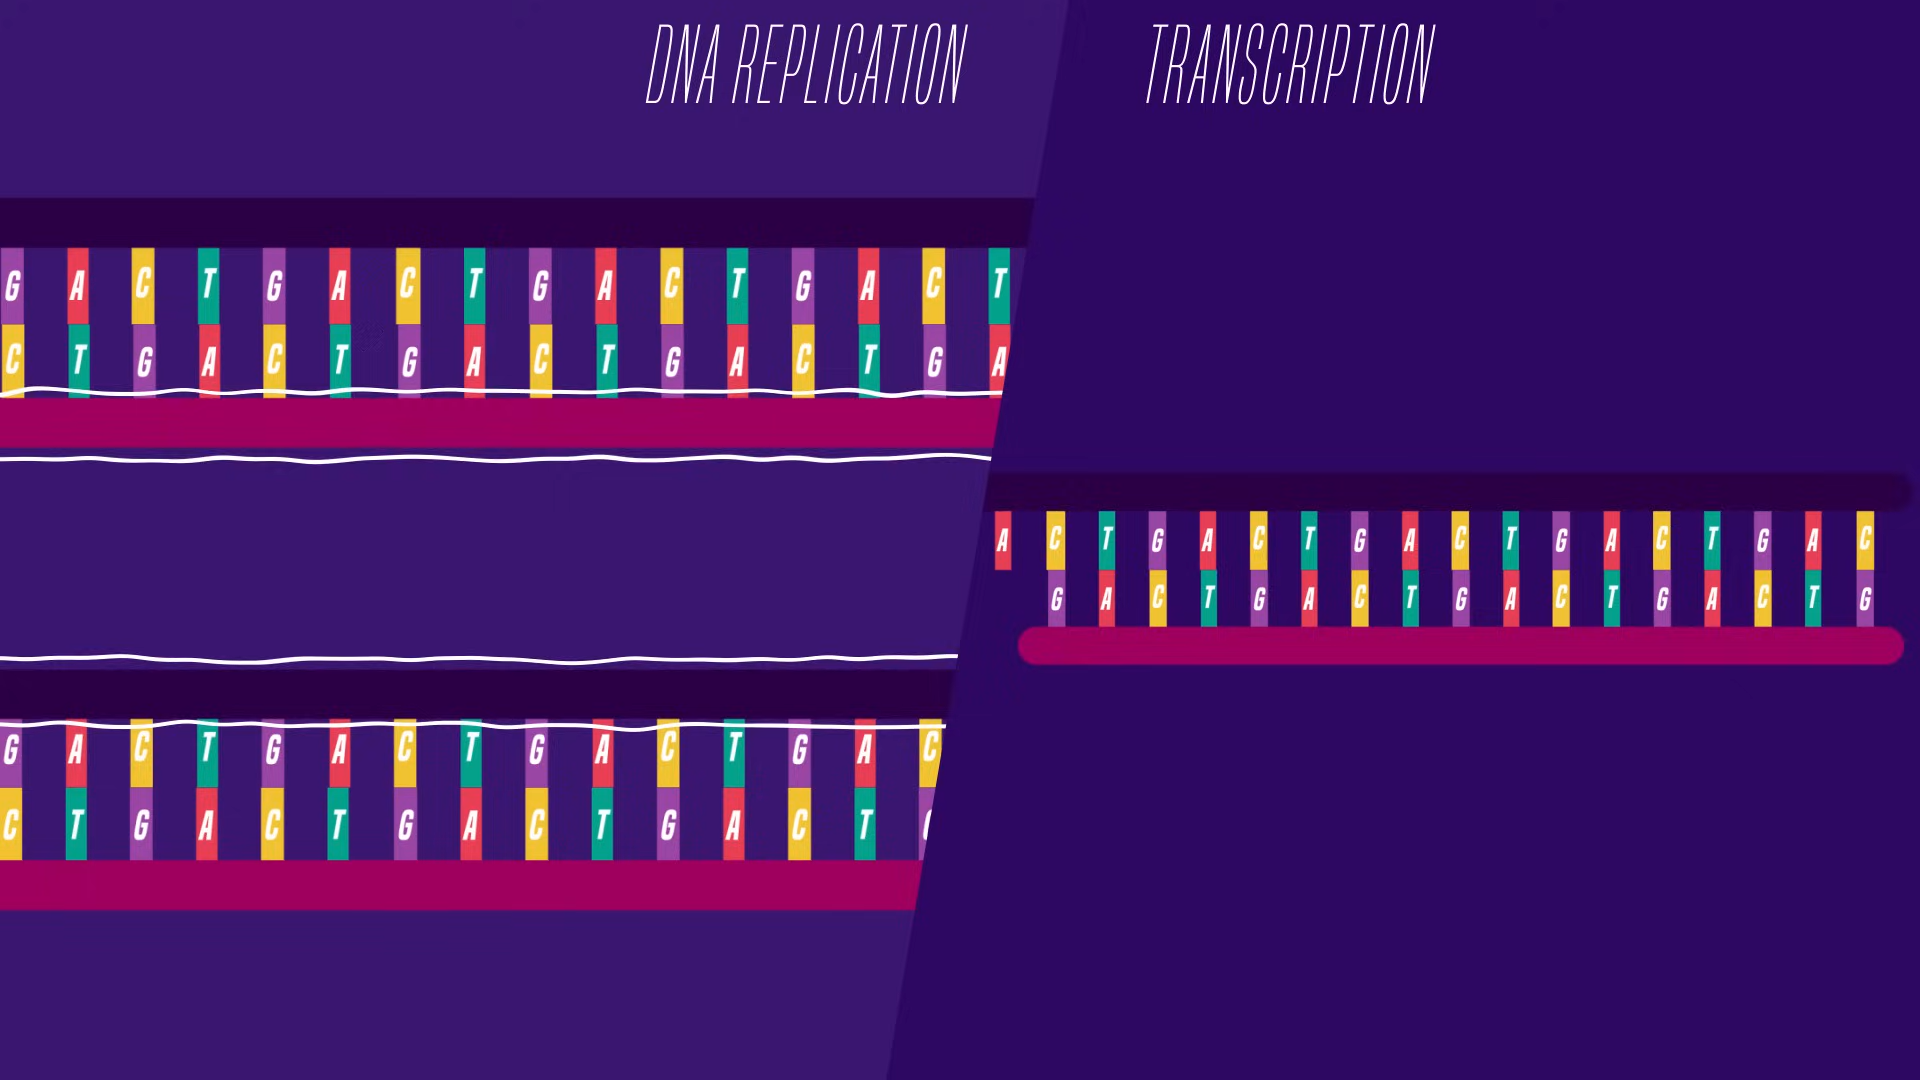 DNA REPLICATION
TRANSCRIPTION
G A C T G A C T G A C T G A C T
C T G A C T G A C T G A C T G A
A C T G A C T G A C T G A C T G A C
G A C T G A C T G A C T G A C T G
G A C T G A C T G A C T G A C
C T G A C T G A C T G A C T